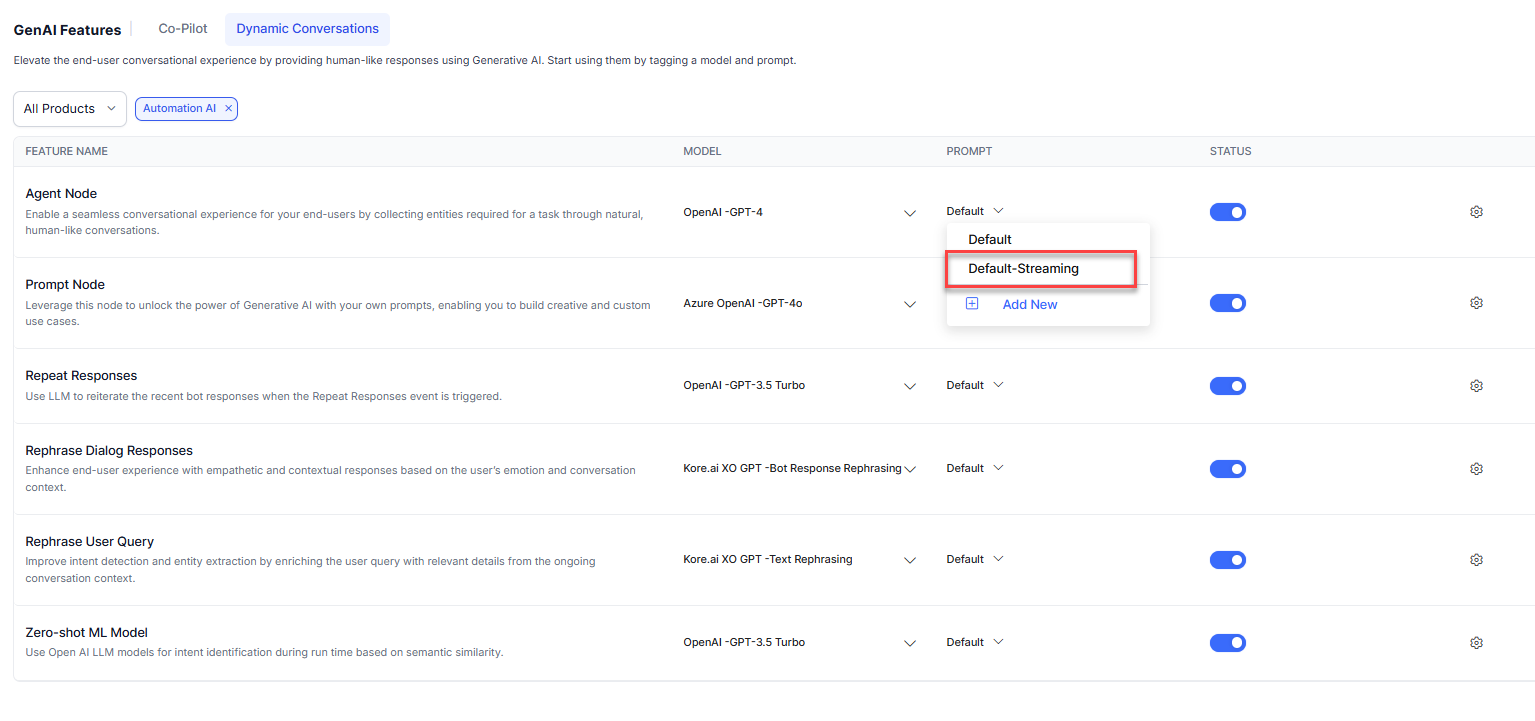 GenAI Features
Co-Pilot
Dynamic Conversations
Elevate the end-user conversational experience by providing human-like responses using Generative AI. Start using them by tagging a model and prompt.
All Products
Automation AI ×
FEATURE NAME
MODEL
PROMPT
STATUS
Agent Node
Enable a seamless conversational experience for your end-users by collecting entities required for a task through natural,
human-like conversations.
OpenAI -GPT-4
Default
Default
Default-Streaming
Add New
Prompt Node
Leverage this node to unlock the power of Generative AI with your own prompts, enabling you to build creative and custom
use cases.
Azure OpenAI -GPT-4o
Repeat Responses
Use LLM to reiterate the recent bot responses when the Repeat Responses event is triggered.
OpenAI -GPT-3.5 Turbo
Default
Rephrase Dialog Responses
Enhance end-user experience with empathetic and contextual responses based on the user's emotion and conversation
context.
Kore.ai XO GPT -Bot Response Rephrasing
Default
Rephrase User Query
Improve intent detection and entity extraction by enriching the user query with relevant details from the ongoing
conversation context.
Kore.ai XO GPT -Text Rephrasing
Default
Zero-shot ML Model
Use Open AI LLM models for intent identification during run time based on semantic similarity.
OpenAI -GPT-3.5 Turbo
Default